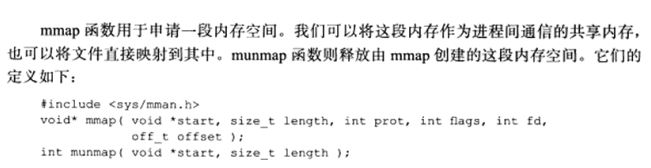 mmap 函数用于申请一段内存空间。我们可以将这段内存作为进程间通信的共享内存，
也可以将文件直接映射到其中。munmap 函数则释放由 mmap 创建的这段内存空间。它们的
定义如下：
#include <sys/mman.h>
void* mmap( void *start, size_t length, int prot, int flags, int fd,
off_t offset );
int munmap( void *start, size_t length );